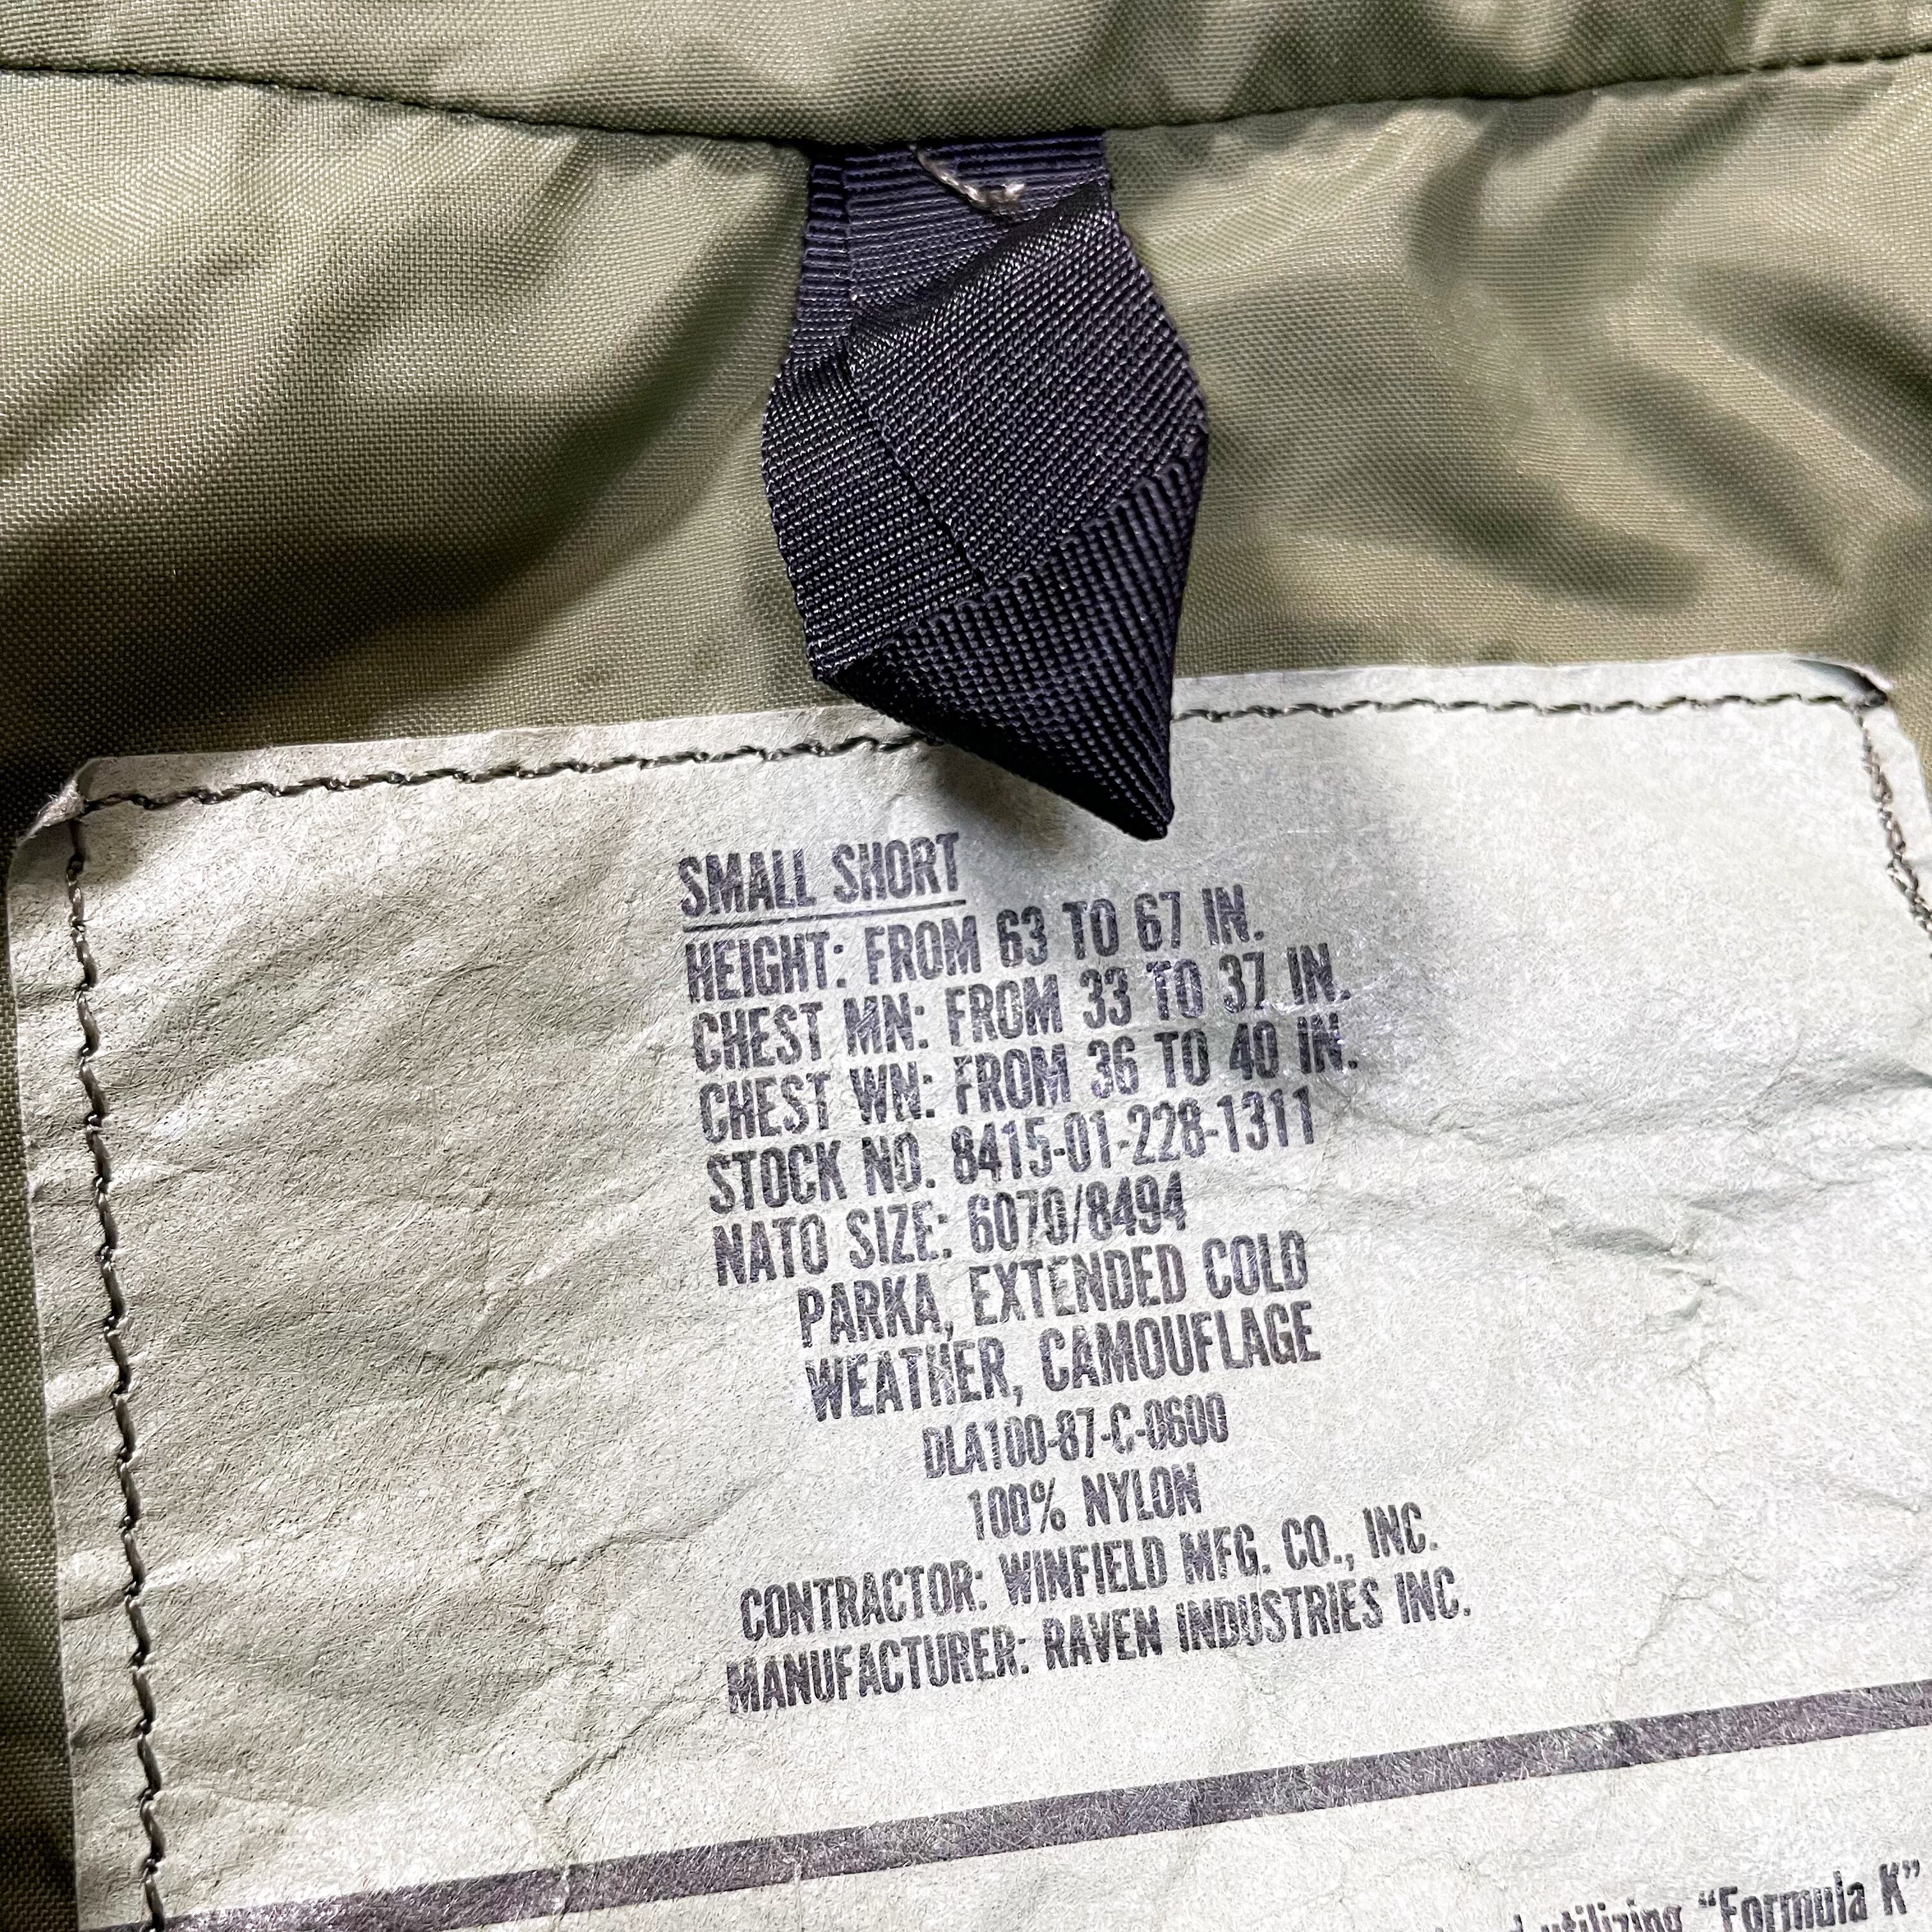 SMALL SHORT
HEIGHT: FROM 63 TO 67 IN.
CHEST MN: FROM 33 TO 37 IN.
CHEST WN: FROM 36 TO 40 IN.
STOCK NO. 8415-01-228-1311
NATO SIZE: 6070/8494
PARKA, EXTENDED COLD
WEATHER, CAMOUFLAGE
DLA100-87-C-0600
100% NYLON
CONTRACTOR: WINFIELD MFG. CO., INC.
MANUFACTURER: RAVEN INDUSTRIES INC.
utilizing “Formula K”